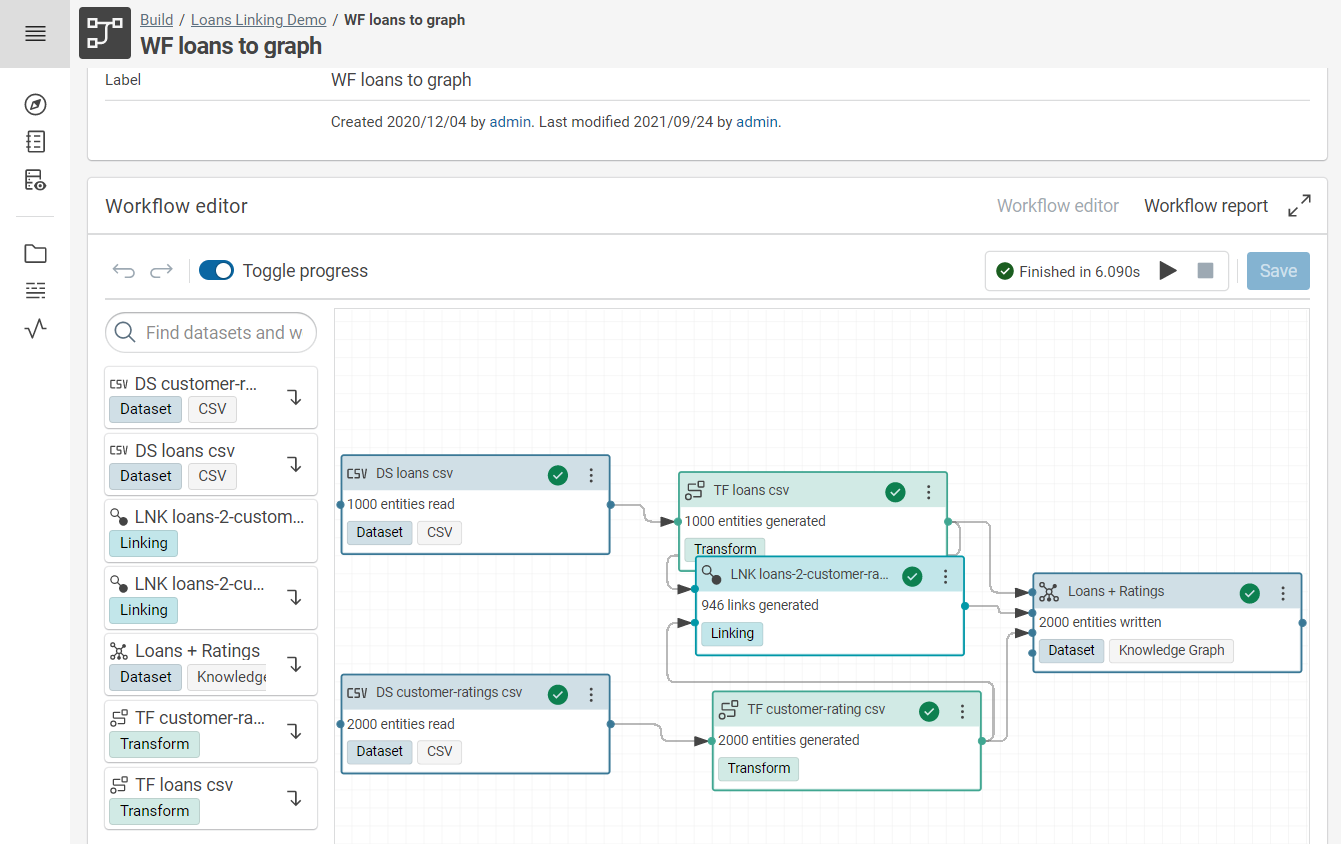 Build / Loans Linking Demo / WF loans to graph
WF loans to graph
Label WF loans to graph
Created 2020/12/04 by admin. Last modified 2021/09/24 by admin.
Workflow editor
Workflow editor Workflow report
Toggle progress
Finished in 6.090s
Save
Find datasets and w
CSV DS customer-r...
Dataset CSV
CSV DS loans csv
Dataset CSV
LNK loans-2-custom...
Linking
LNK loans-2-cu...
Linking
Loans + Ratings
Dataset Knowledge
TF customer-ra...
Transform
TF loans csv
Transform
CSV DS loans csv
1000 entities read
Dataset CSV
TF loans csv
1000 entities generated
Transform
LNK loans-2-customer-ra...
946 links generated
Linking
Loans + Ratings
2000 entities written
Dataset Knowledge Graph
CSV DS customer-ratings csv
2000 entities read
Dataset CSV
TF customer-rating csv
2000 entities generated
Transform